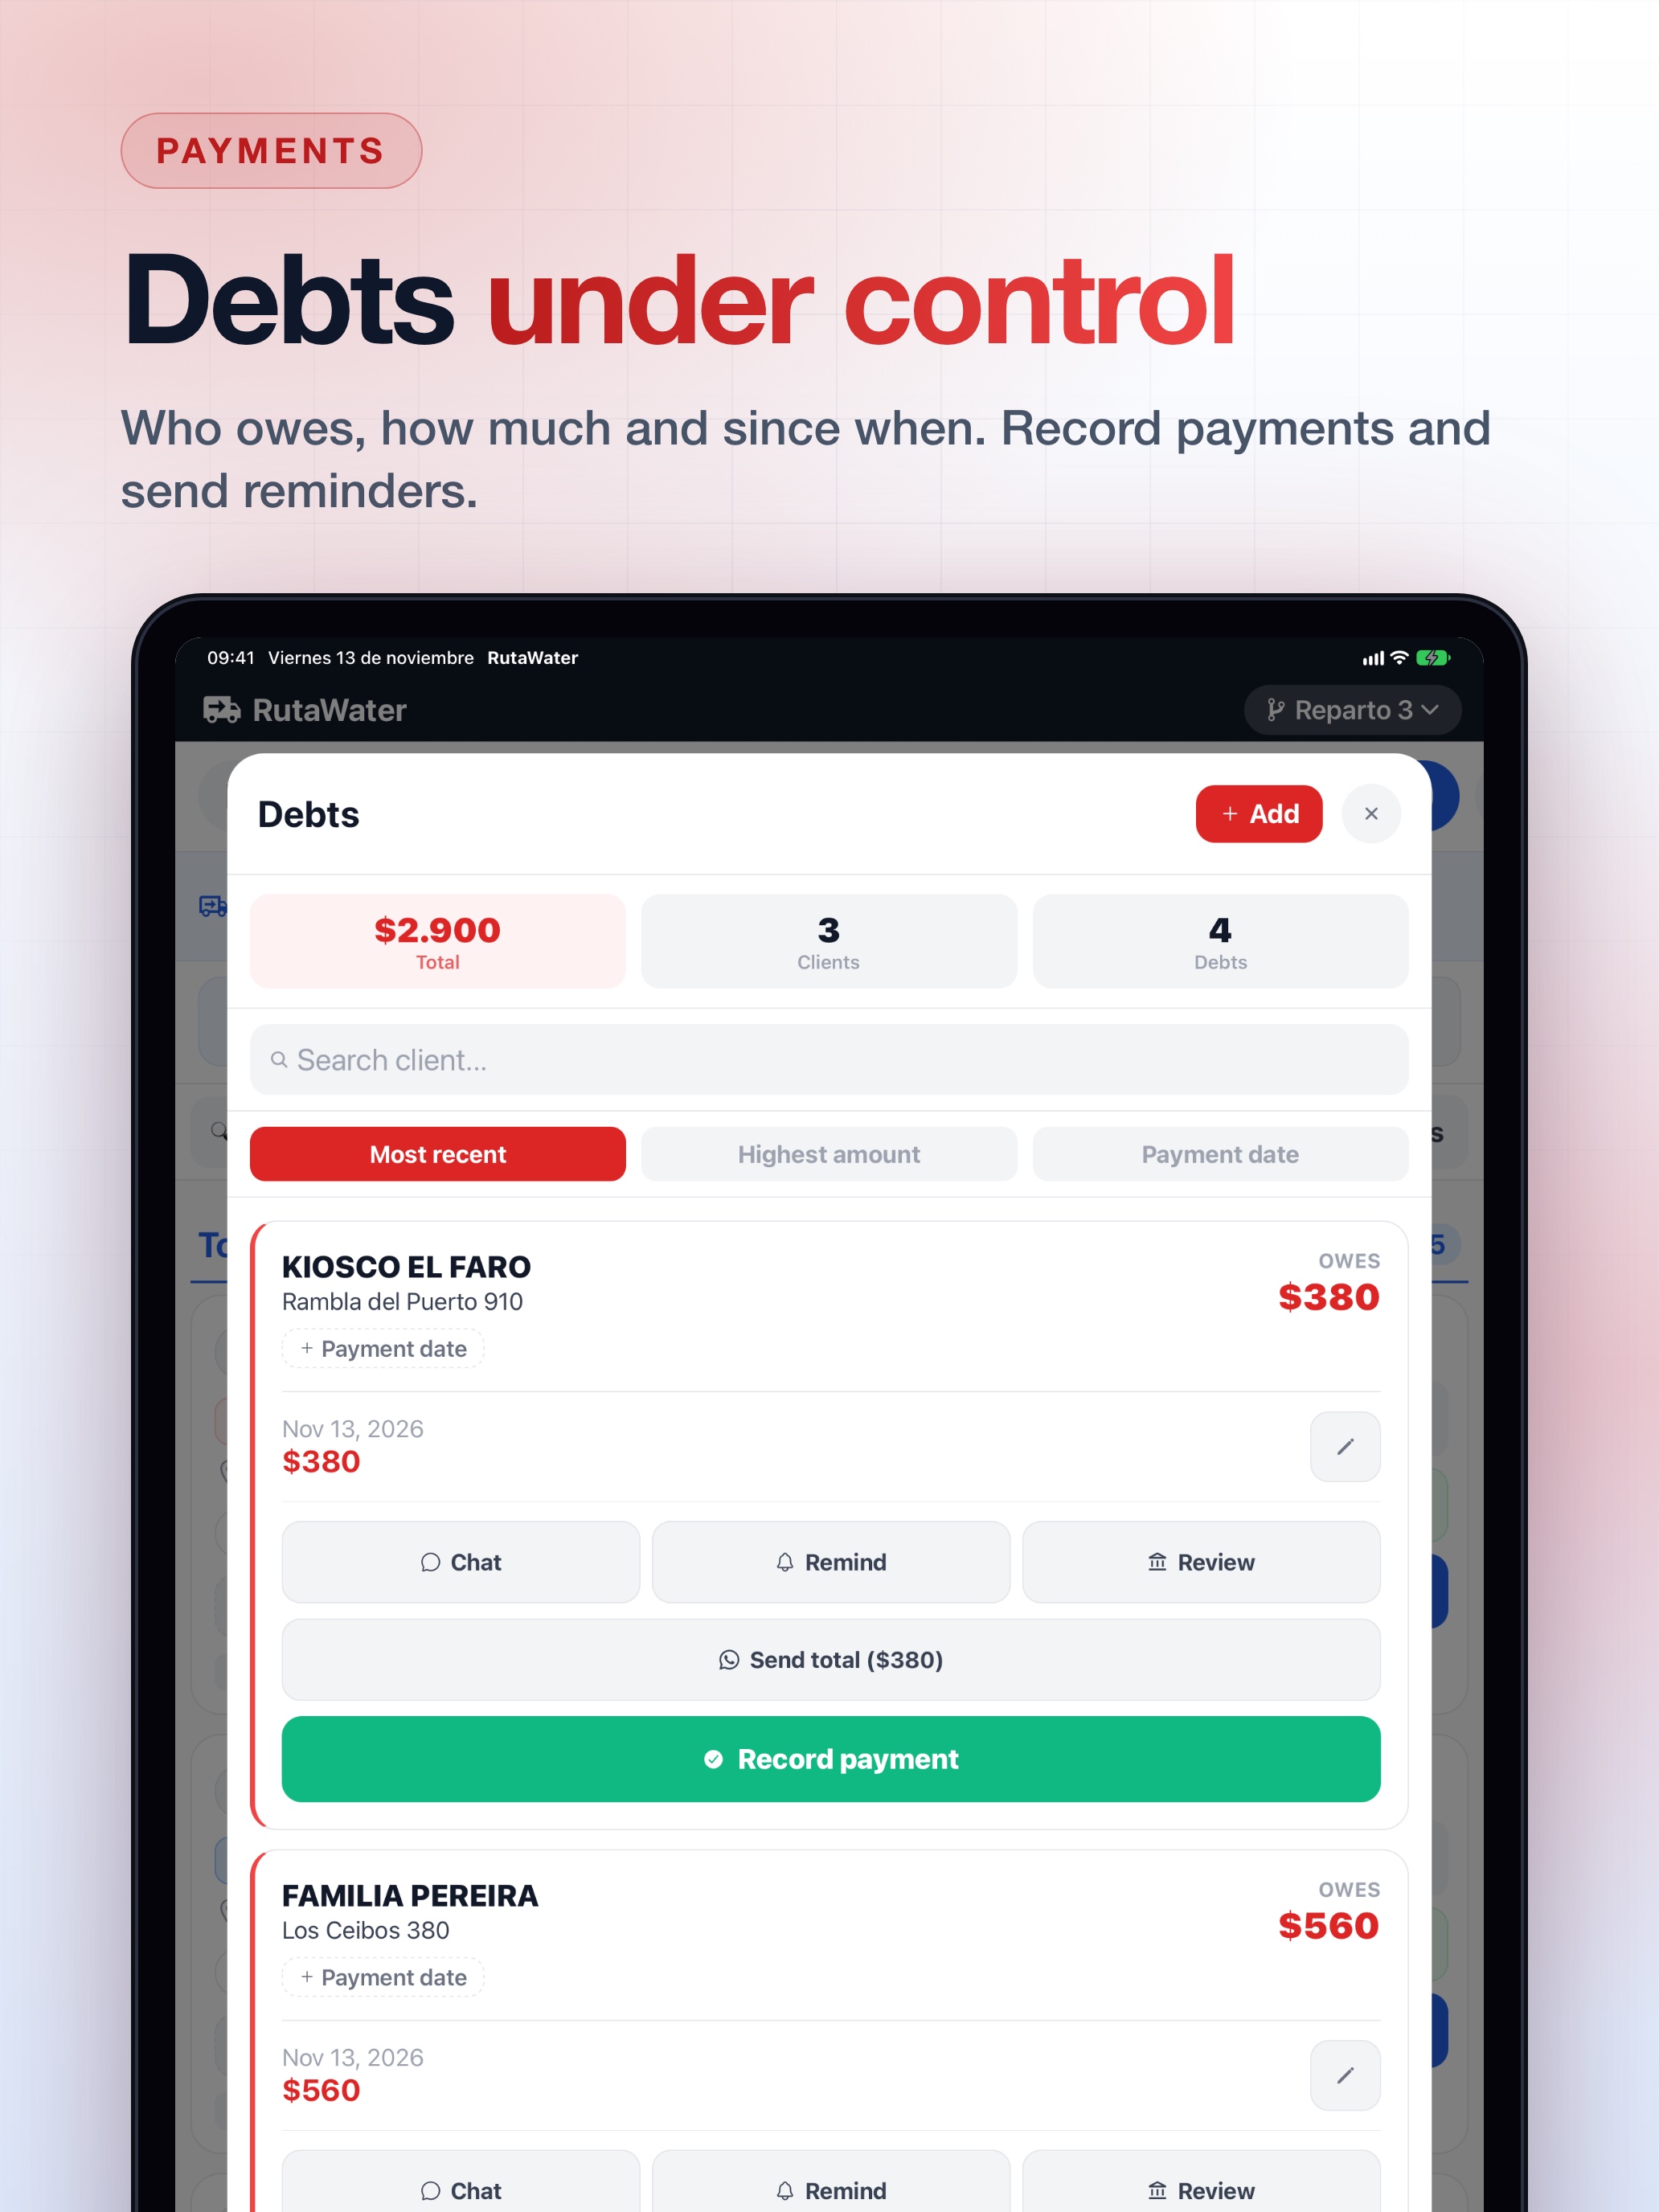 PAYMENTS
Debts under control
Who owes, how much and since when. Record payments and
send reminders.
09:41 Viernes 13 de noviembre RutaWater
RutaWater
Reparto 3
Debts
+ Add
$2.900
Total
3
Clients
4
Debts
Search client...
Most recent
Highest amount
Payment date
KIOSCO EL FARO
Rambla del Puerto 910
+ Payment date
OWES
$380
Nov 13, 2026
$380
Chat
Remind
Review
Send total ($380)
Record payment
FAMILIA PEREIRA
Los Ceibos 380
+ Payment date
OWES
$560
Nov 13, 2026
$560
Chat
Remind
Review